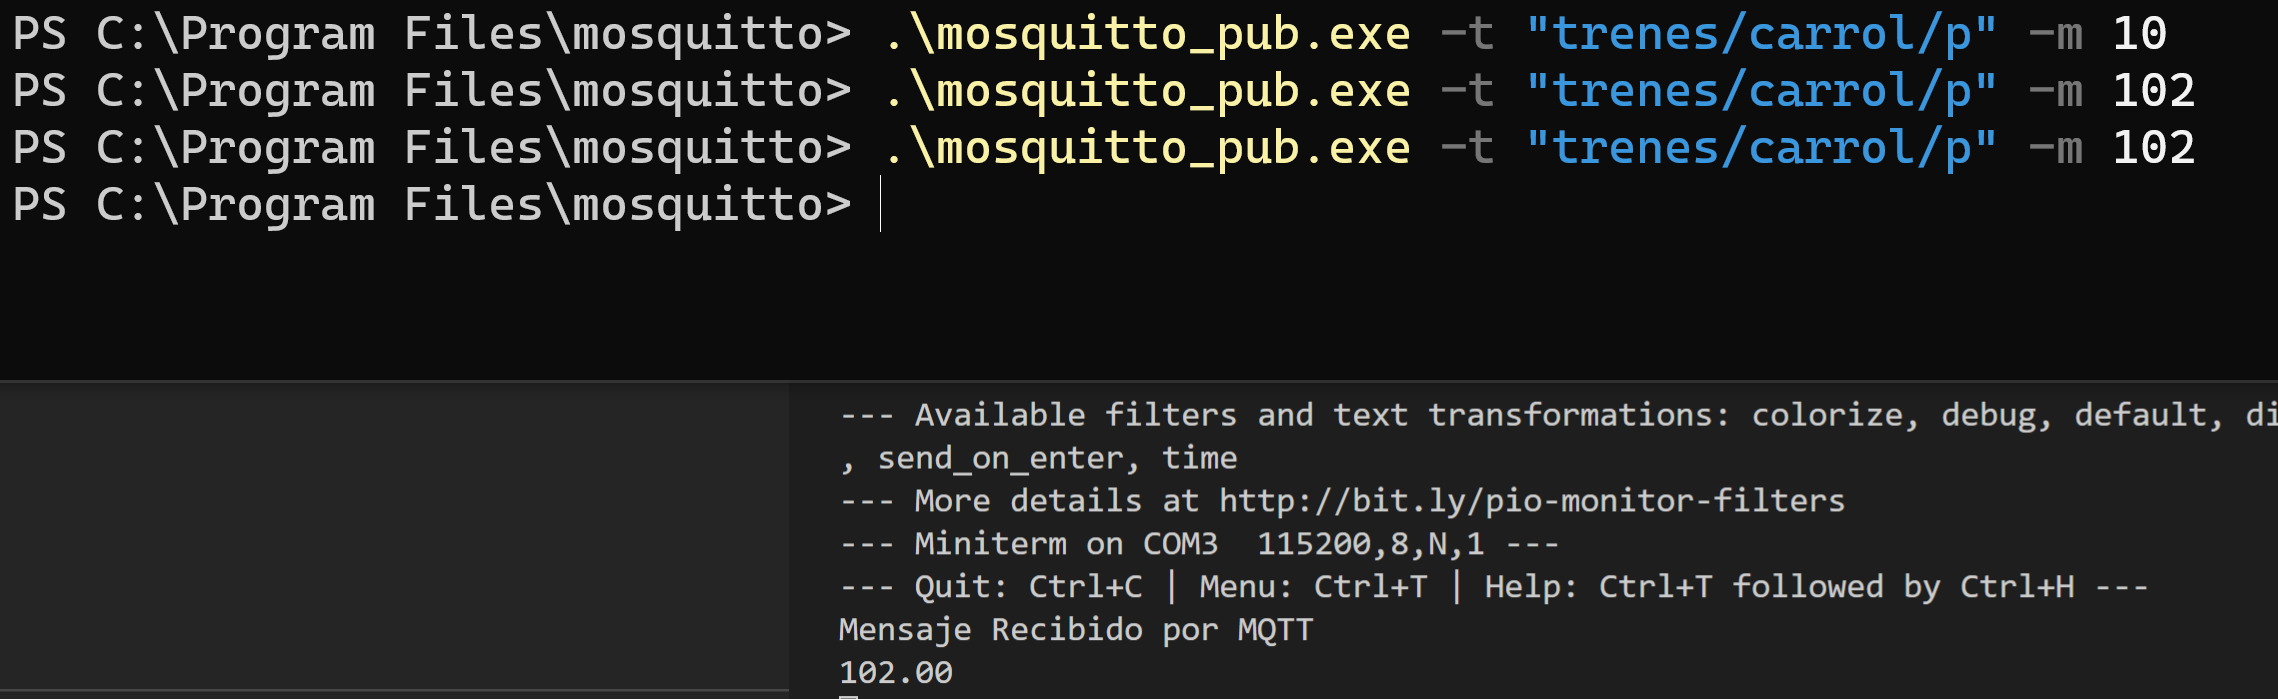 PS C:\Program Files\mosquitto> .\mosquitto_pub.exe -t "trenes/carrol/p" -m 10
PS C:\Program Files\mosquitto> .\mosquitto_pub.exe -t "trenes/carrol/p" -m 102
PS C:\Program Files\mosquitto> .\mosquitto_pub.exe -t "trenes/carrol/p" -m 102
PS C:\Program Files\mosquitto>
--- Available filters and text transformations: colorize, debug, default, di
, send_on_enter, time
--- More details at http://bit.ly/pio-monitor-filters
--- Miniterm on COM3  115200,8,N,1 ---
--- Quit: Ctrl+C | Menu: Ctrl+T | Help: Ctrl+T followed by Ctrl+H ---
Mensaje Recibido por MQTT
102.00